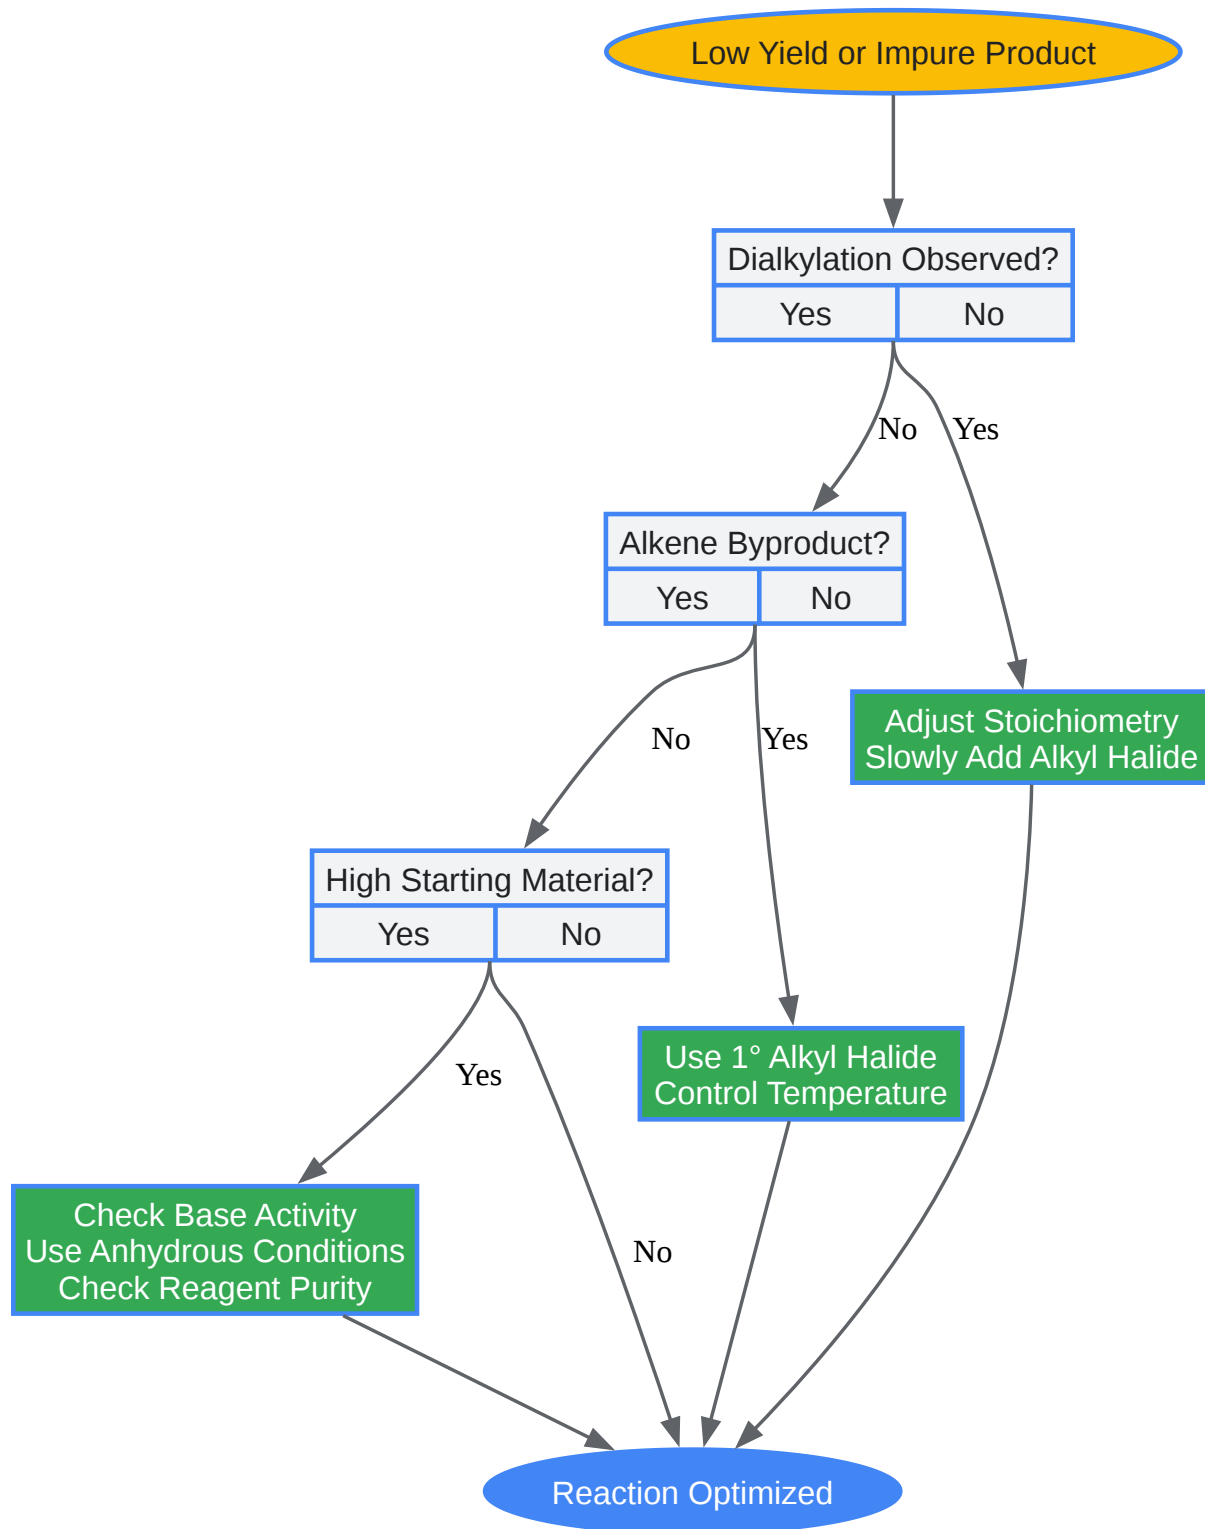 Low Yield or Impure Product
Dialkylation Observed?
Yes
No
No
Yes
Alkene Byproduct?
Yes
No
Adjust Stoichiometry
Slowly Add Alkyl Halide
No
Yes
High Starting Material?
Yes
No
Use 1° Alkyl Halide
Control Temperature
Yes
Check Base Activity
Use Anhydrous Conditions
Check Reagent Purity
No
Reaction Optimized